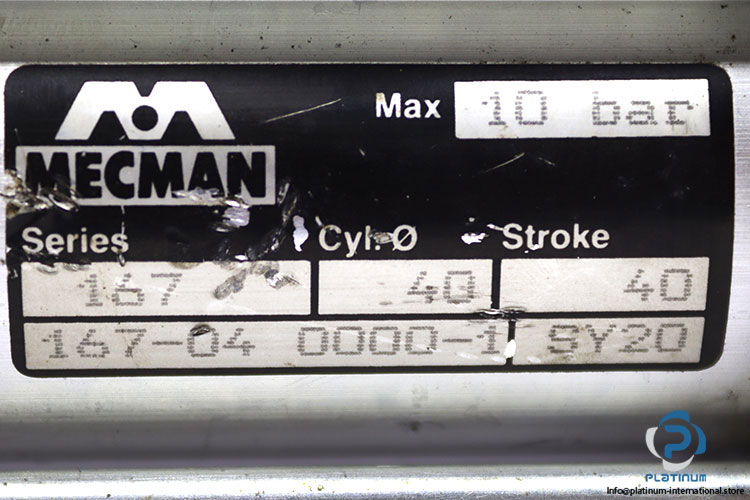 Max 10 bar
MECMAN
Series Cyl. Ø Stroke
167 40 40
167-04 0000-1 SY20
PLATINUM
Info@platinum-international.store